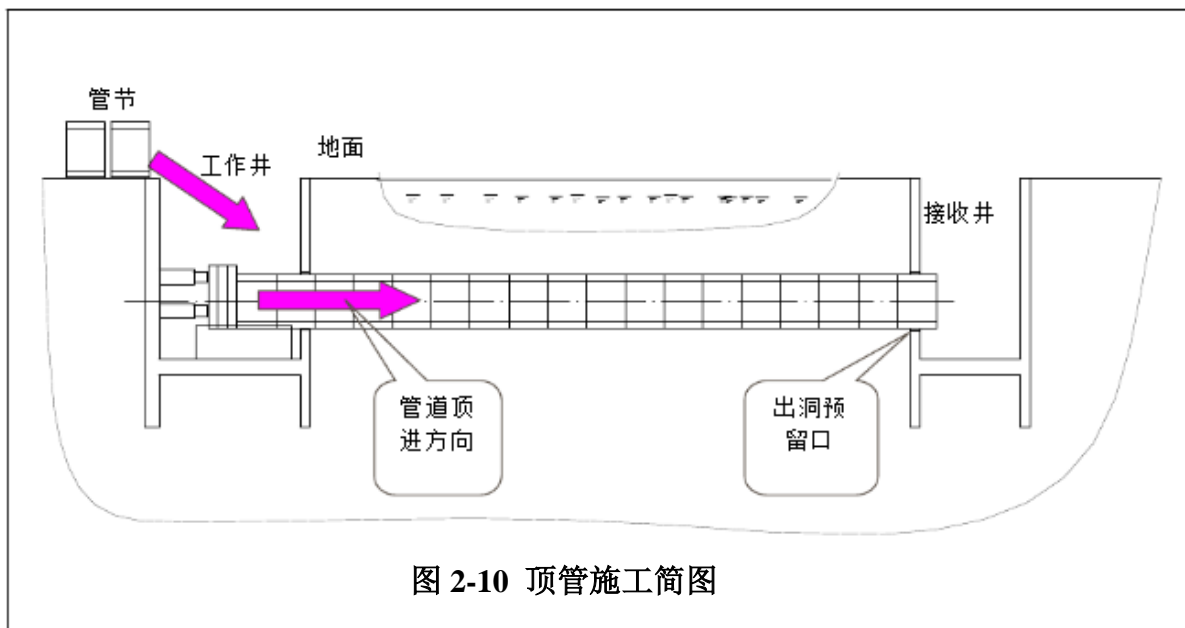 管节
工作井
地面
接收井
管道顶
进方向
出洞预
留口
图 2-10 顶管施工简图